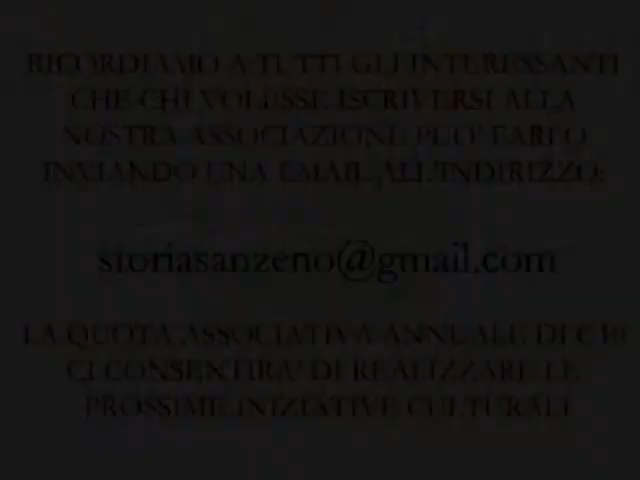 RICORDIAMO A TUTTI GLI INTERESSANTI
CHE CHI VOLESSE ISCRIVERSI ALLA
NOSTRA ASSOCIAZIONE PUO' FARLO
INVIANDO UNA EMAIL ALL'INDIRIZZO:
storiasanzeno@gmail.com
LA QUOTA ASSOCIATIVA ANNUALE DI € 10
CI CONSENTIRA' DI REALIZZARE LE
PROSSIME INIZIATIVE CULTURALI